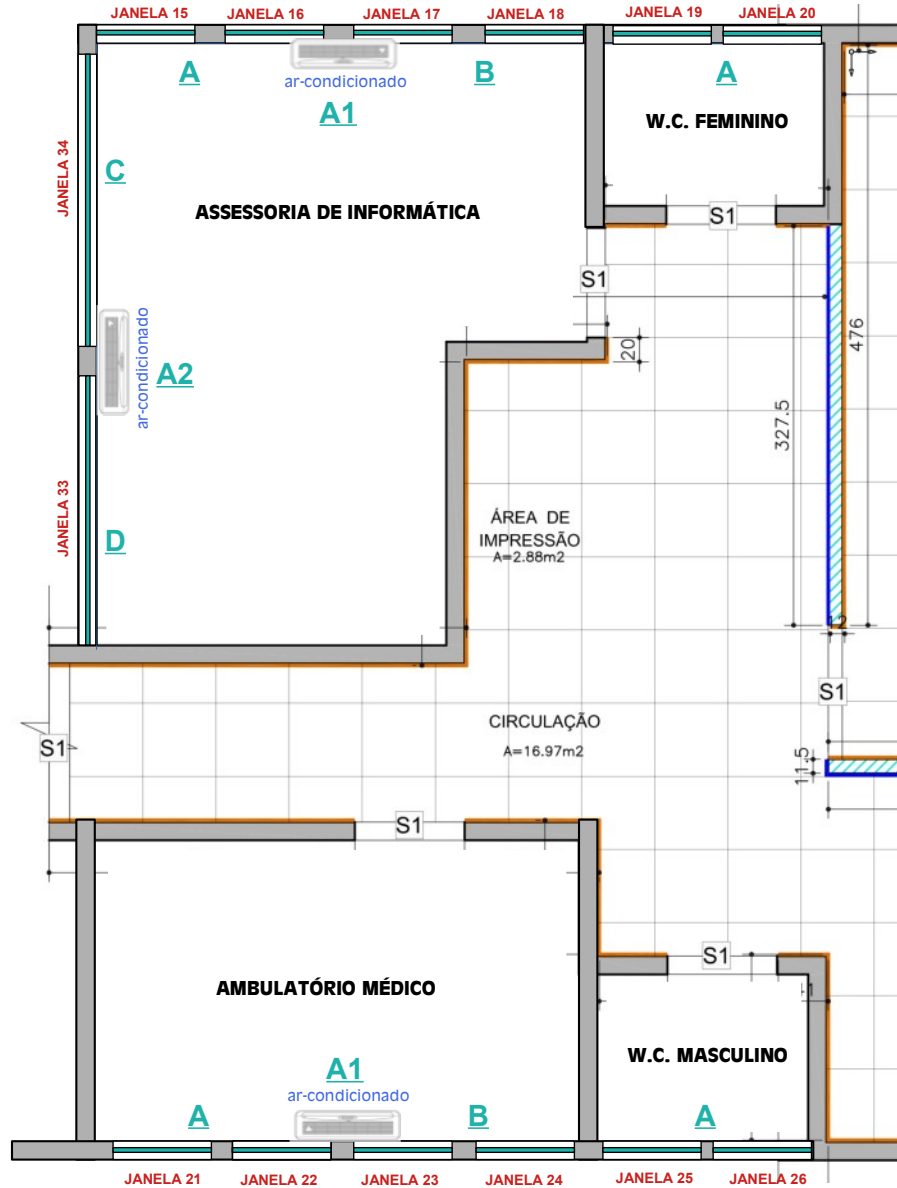 JANELA 15 JANELA 16 JANELA 17 JANELA 18 JANELA 19 JANELA 20
A B A
ar-condicionado
A1
W.C. FEMININO
JANELA 34
C
ASSESSORIA DE INFORMÁTICA
S1
S1
ar-condicionado
A2
20
476
327.5
JANELA 33
D
ÁREA DE
IMPRESSÃO
A=2.88m2
S1
CIRCULAÇÃO
A=16.97m2
S1
11.5
S1
S1
AMBULATÓRIO MÉDICO
W.C. MASCULINO
A1
ar-condicionado
A B A
JANELA 21 JANELA 22 JANELA 23 JANELA 24 JANELA 25 JANELA 26